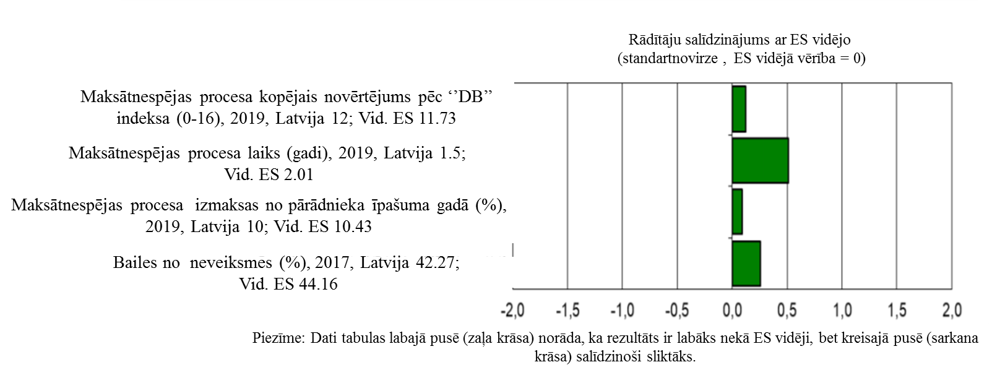 Rādītāju salīdzinājums ar ES vidējo
(standartnovirze , ES vidējā vērība = 0)
Maksātnespējas procesa kopējais novērtējums pēc ‘’DB”
indeksa (0-16), 2019, Latvija 12; Vid. ES 11.73
Maksātnespējas procesa laiks (gadi), 2019, Latvija 1.5;
Vid. ES 2.01
Maksātnespējas procesa izmaksas no pārādnieka īpašuma gadā (%),
2019, Latvija 10; Vid. ES 10.43
Bailes no neveiksmēs (%), 2017, Latvija 42.27;
Vid. ES 44.16
-2,0 -1,5 -1,0 -0,5 0,0 0,5 1,0 1,5 2,0
Piezīme: Dati tabulas labajā pusē (zaļa krāsa) norāda, ka rezultāts ir labāks nekā ES vidēji, bet kreisajā pusē (sarkana
krāsa) salīdzinoši sliktāks.